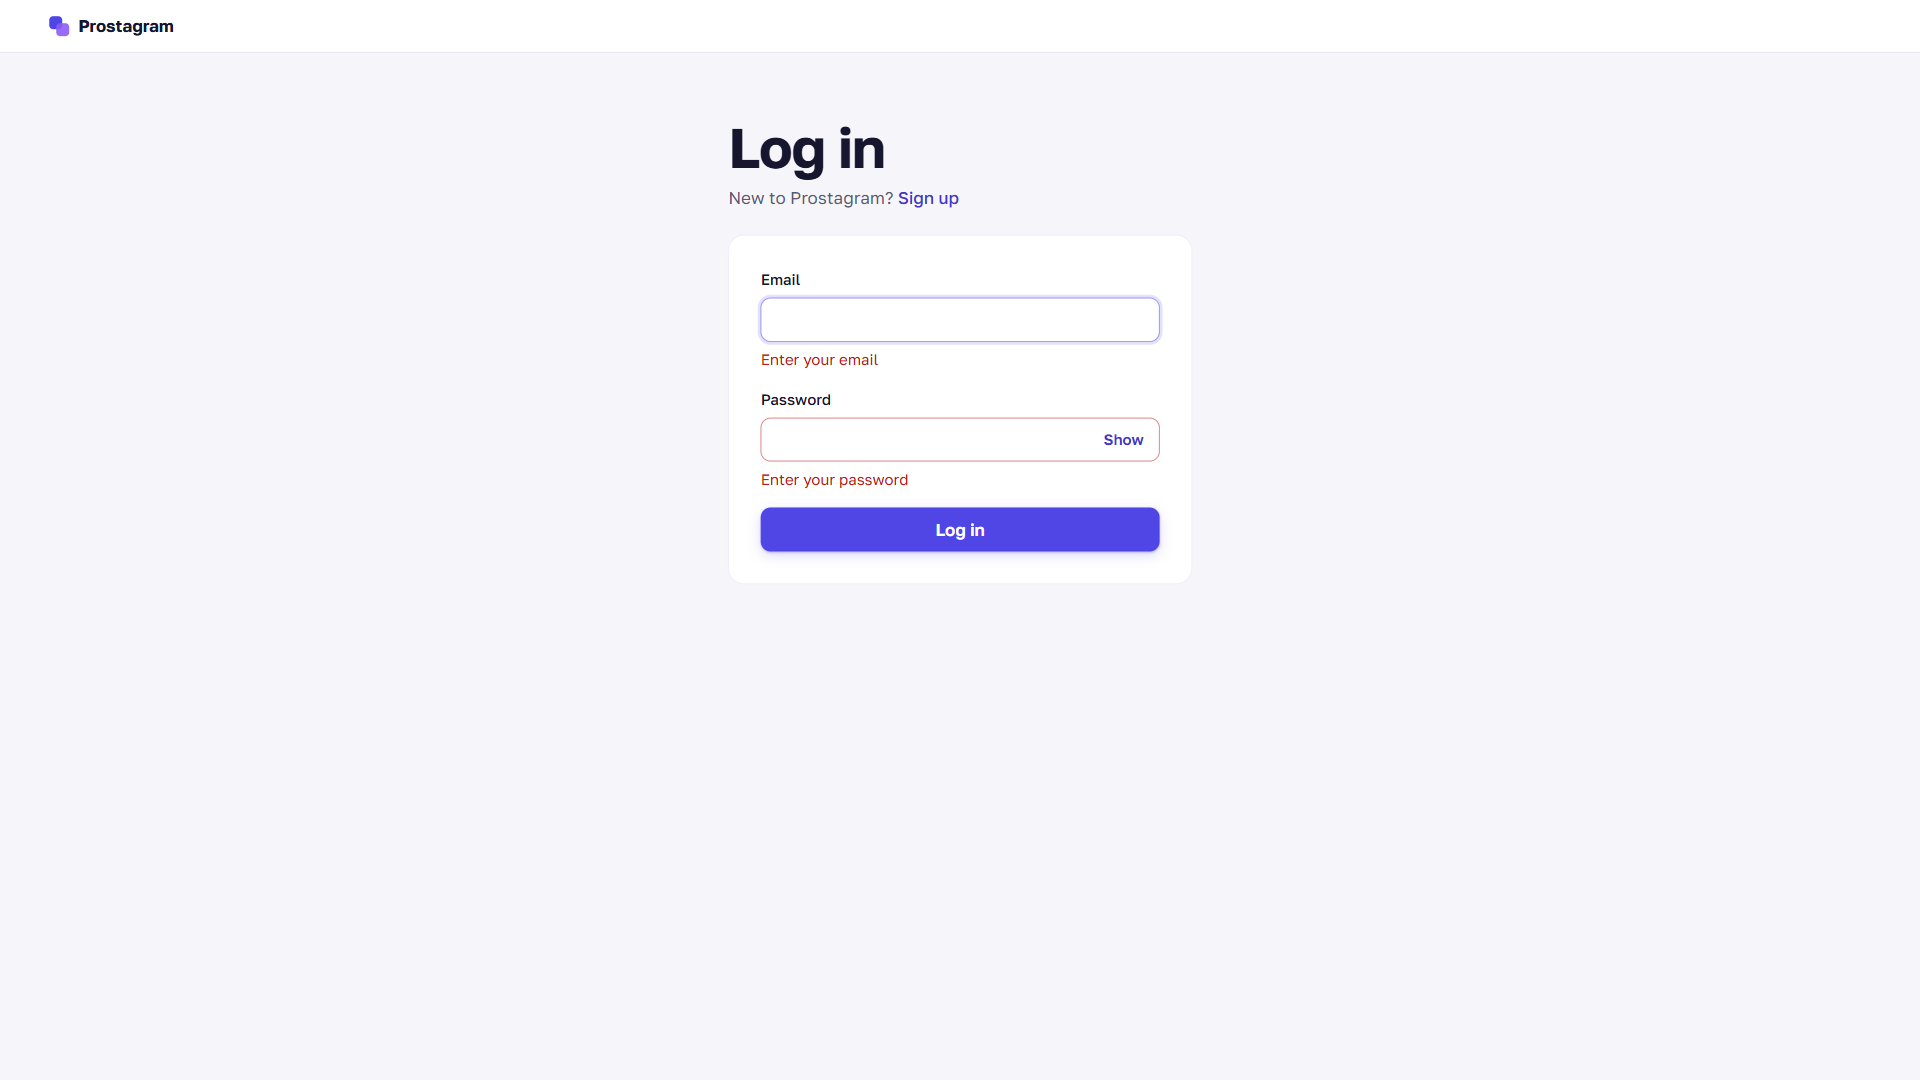 Prostagram
Log in
New to Prostagram? Sign up
Email
Enter your email
Password
Show
Enter your password
Log in